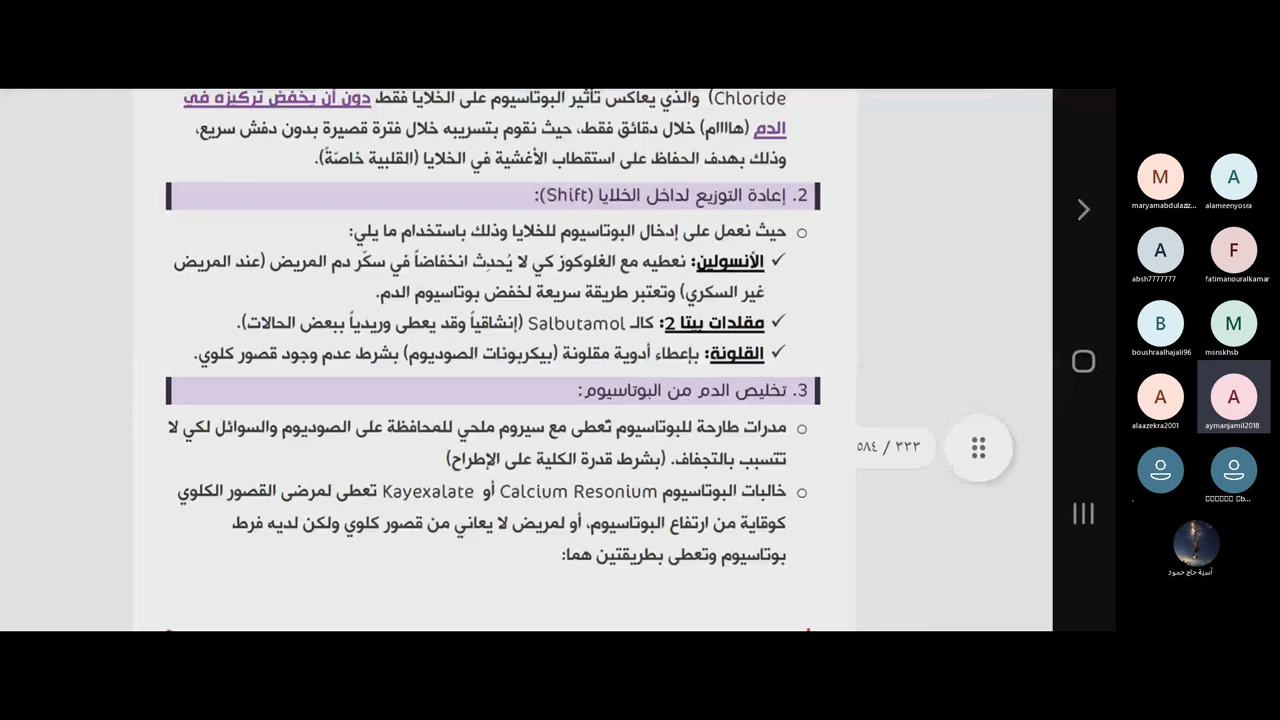 Chloride) والذي يعاكس تأثير البوتاسيوم على الخلايا فقط دون أن يخفض تركيزه في
الدم (هاااام) خلال دقائق فقط، حيث نقوم بتسريبه خلال فترة قصيرة بدون دفش سريع،
وذلك بهدف الحفاظ على استقطاب الأغشية في الخلايا (القلبية خاصّةً).
2. إعادة التوزيع لداخل الخلايا (Shift):
○ حيث نعمل على إدخال البوتاسيوم للخلايا وذلك باستخدام ما يلي:
✓ الأنسولين: نعطيه مع الغلوكوز كي لا يُحدِث انخفاضاً في سكّر دم المريض (عند المريض
غير السكري) وتعتبر طريقة سريعة لخفض بوتاسيوم الدم.
✓ مقلدات بيتا 2: كالـ Salbutamol (إنشاقياً وقد يعطى وريدياً ببعض الحالات).
✓ القلونة: بإعطاء أدوية مقلونة (بيكربونات الصوديوم) بشرط عدم وجود قصور كلوي.
3. تخليص الدم من البوتاسيوم:
○ مدرات طارحة للبوتاسيوم تُعطى مع سيروم ملحي للمحافظة على الصوديوم والسوائل لكي لا
تتسبب بالتجفاف. (بشرط قدرة الكلية على الإطراح)
○ خالبات البوتاسيوم Calcium Resonium أو Kayexalate تعطى لمرضى القصور الكلوي
كوقاية من ارتفاع البوتاسيوم، أو لمريض لا يعاني من قصور كلوي ولكن لديه فرط
بوتاسيوم وتعطى بطريقتين هما:
٣٣٣ / ٥٨٤
M
maryamabdulaziz...
A
alameenyosra
A
absh7777777
F
fatimanouralkamar
B
boushraalhajali96
M
msnskhsb
A
alaazekra2001
A
aymanjamil2018
آسية حاج حمود